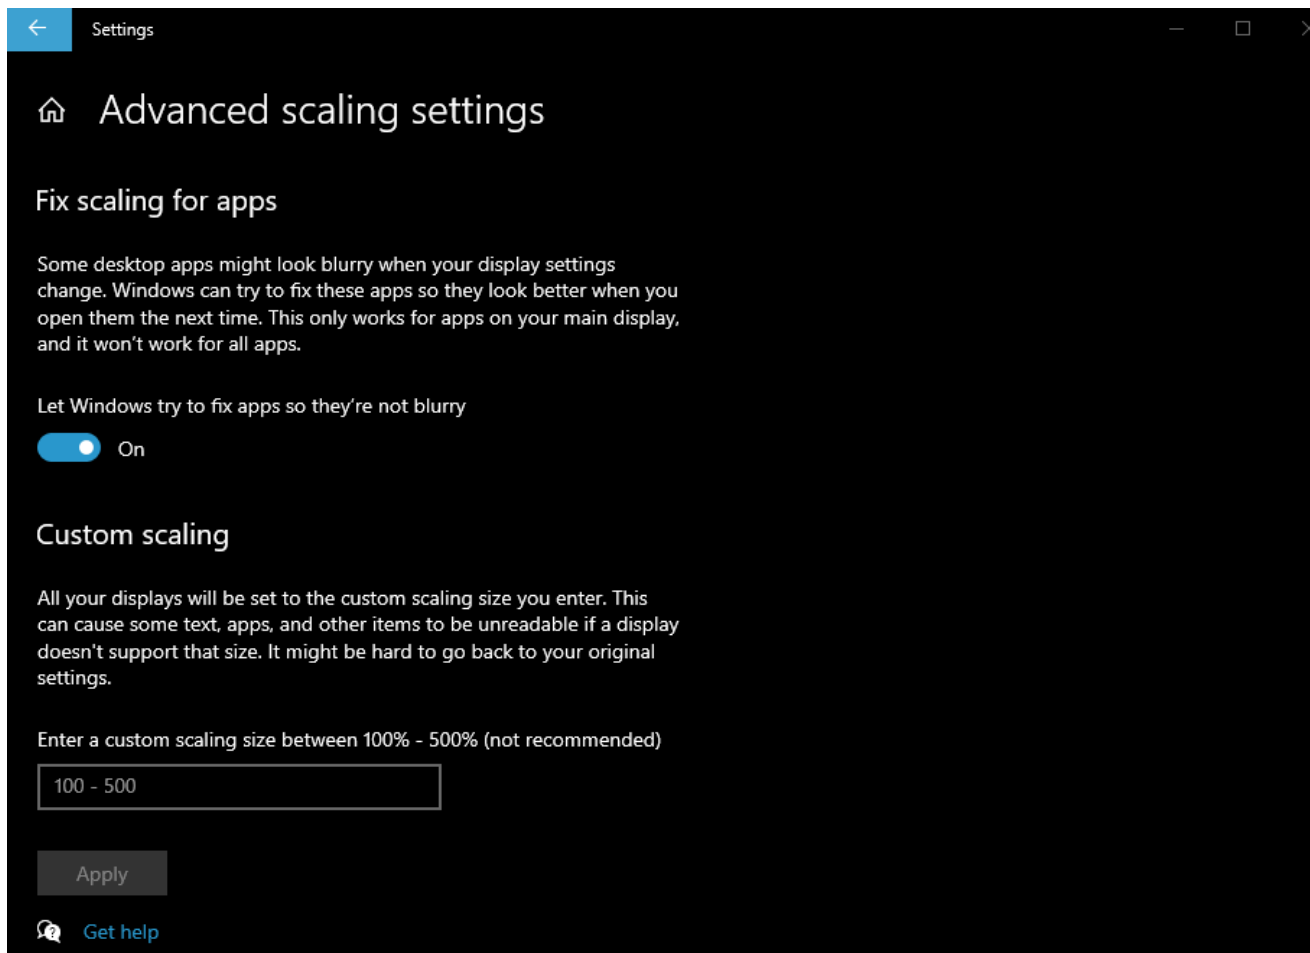 Settings
Advanced scaling settings
Fix scaling for apps
Some desktop apps might look blurry when your display settings
change. Windows can try to fix these apps so they look better when you
open them the next time. This only works for apps on your main display,
and it won’t work for all apps.
Let Windows try to fix apps so they’re not blurry
On
Custom scaling
All your displays will be set to the custom scaling size you enter. This
can cause some text, apps, and other items to be unreadable if a display
doesn't support that size. It might be hard to go back to your original
settings.
Enter a custom scaling size between 100% - 500% (not recommended)
100 - 500
Apply
Get help